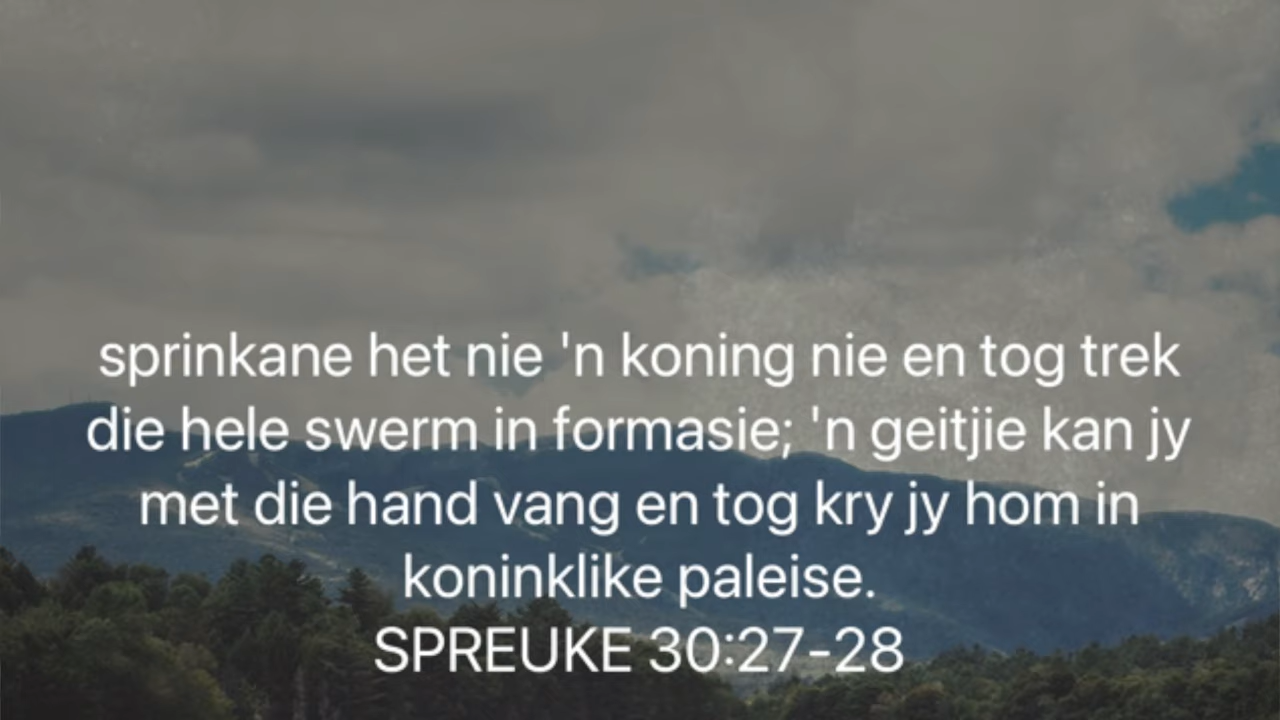 sprinkane het nie 'n koning nie en tog trek
die hele swerm in formasie; 'n geitjie kan jy
met die hand vang en tog kry jy hom in
koninklike paleise.
SPREUKE 30:27-28